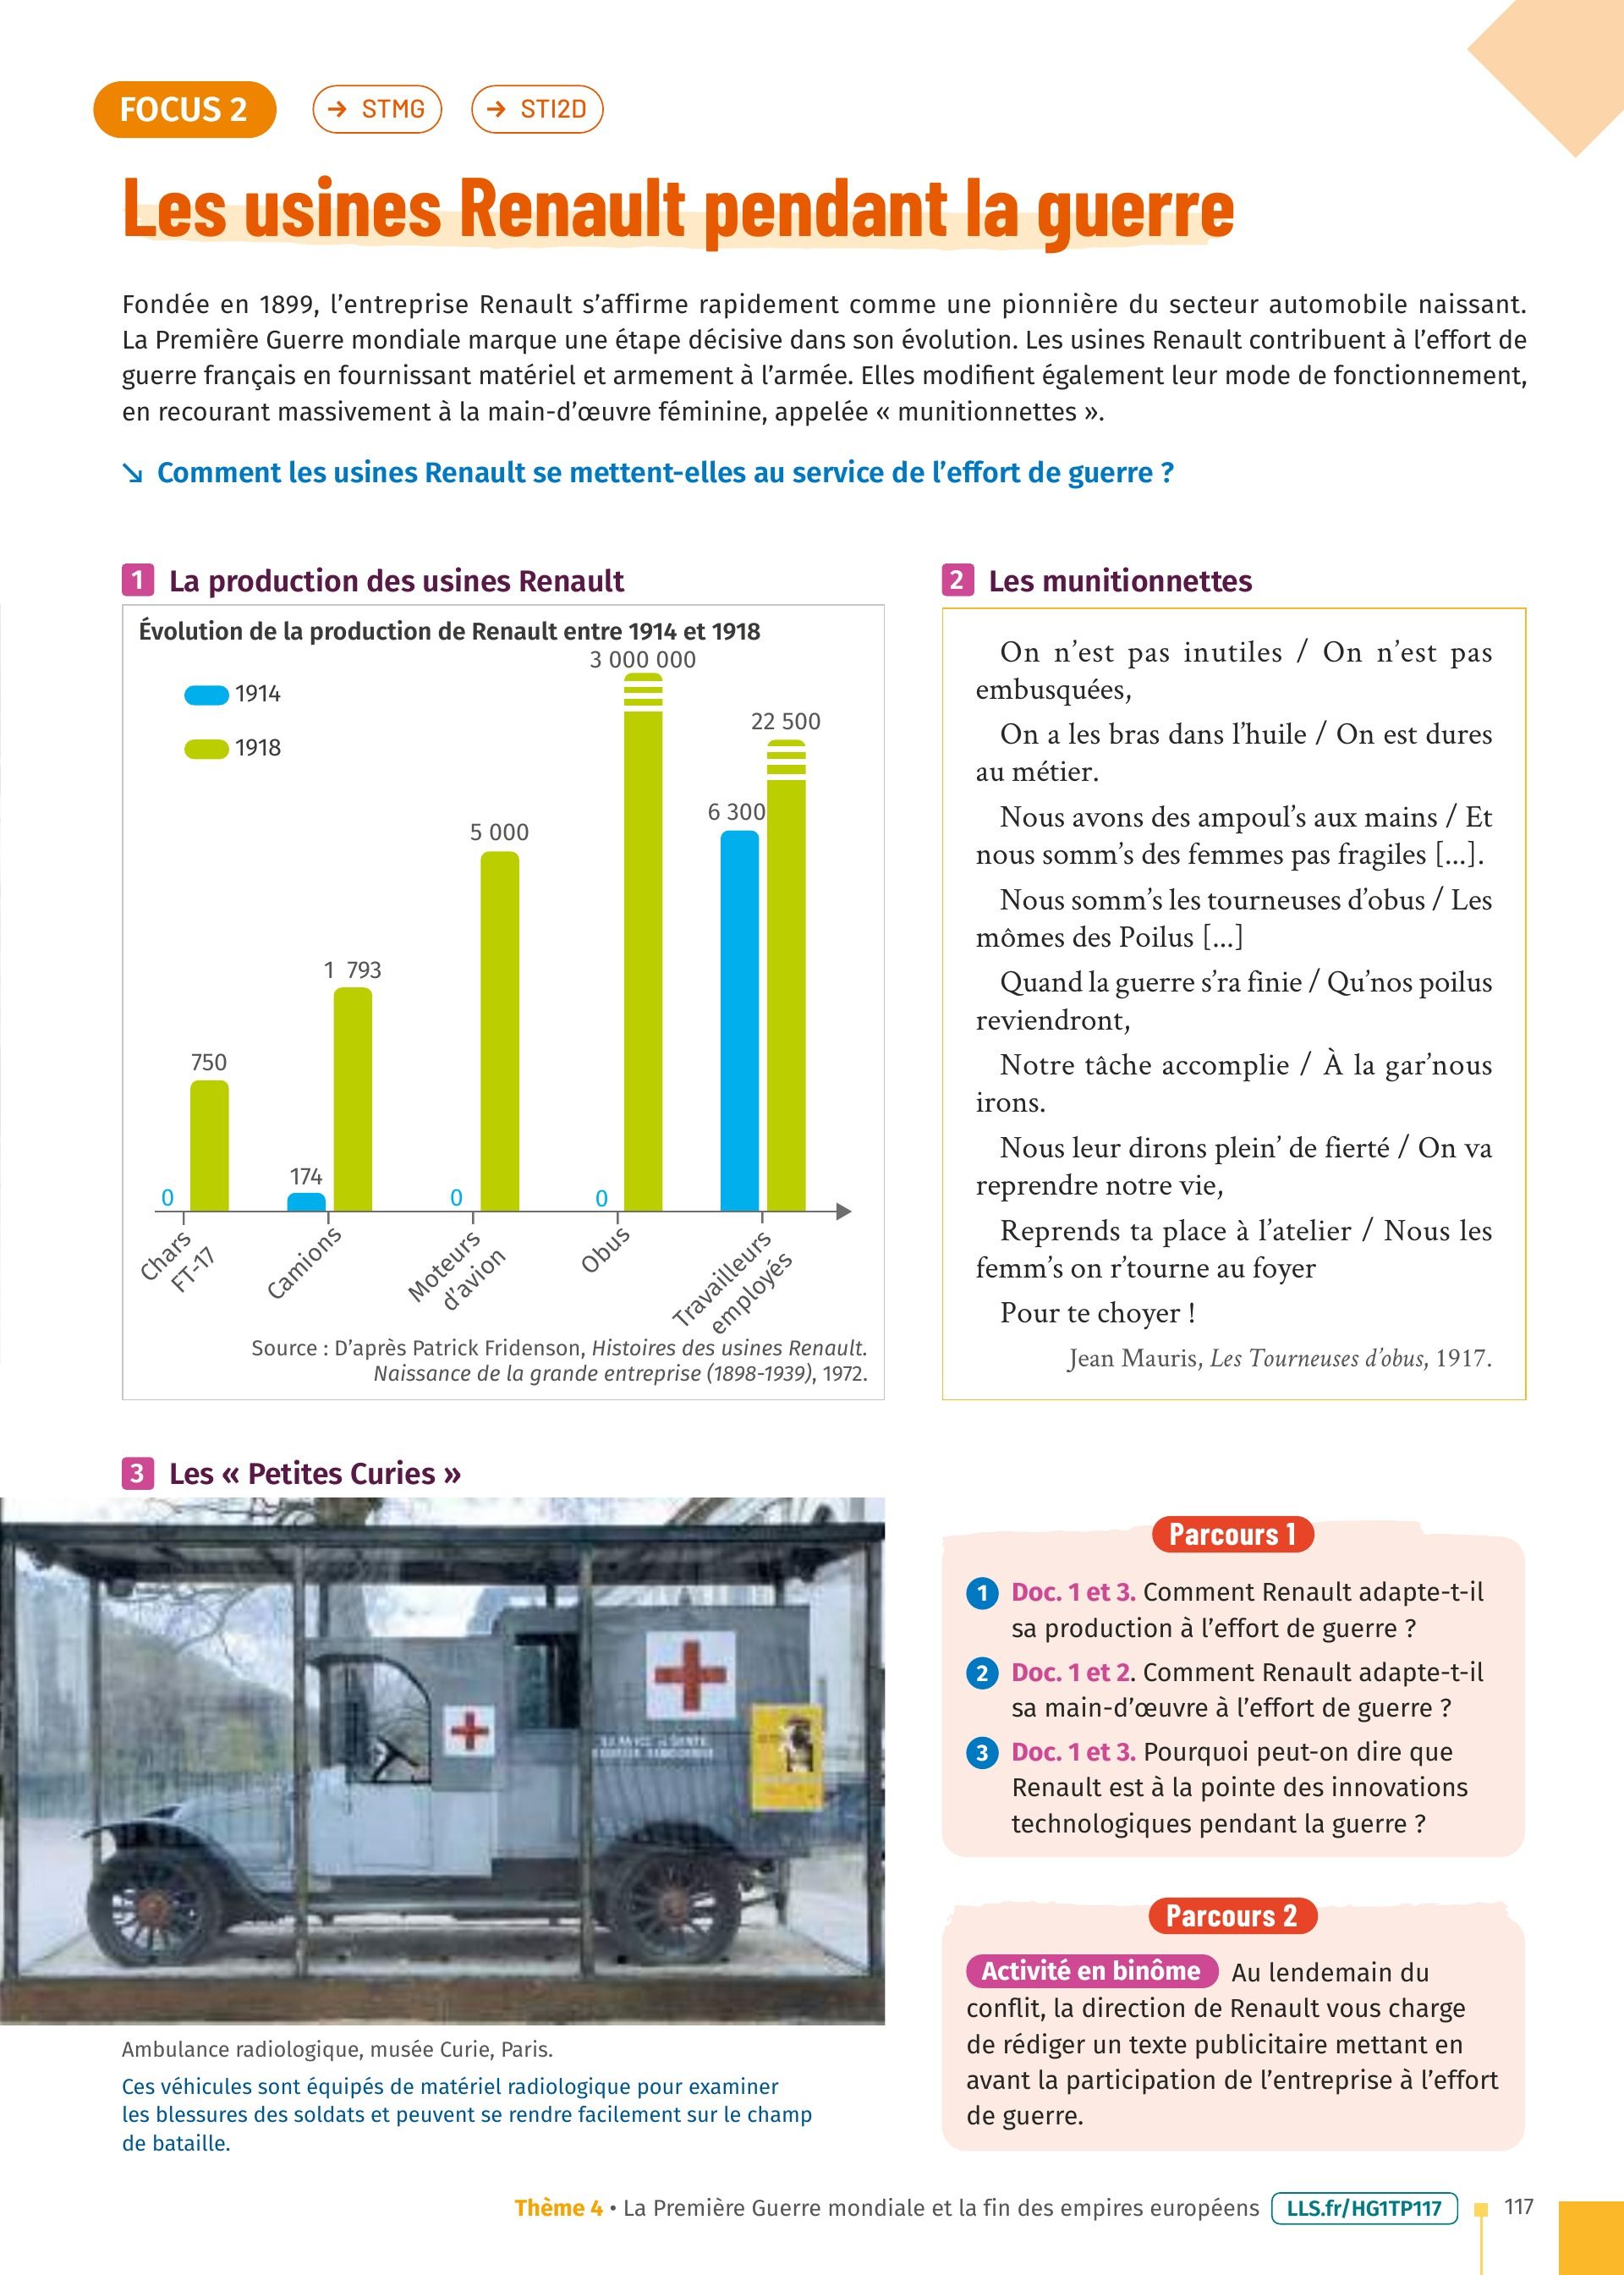 FOCUS 2
→ STMG
→ STI2D
Les usines Renault pendant la guerre
Fondée en 1899, l’entreprise Renault s’affirme rapidement comme une pionnière du secteur automobile naissant.
La Première Guerre mondiale marque une étape décisive dans son évolution. Les usines Renault contribuent à l’effort de
guerre français en fournissant matériel et armement à l’armée. Elles modifient également leur mode de fonctionnement,
en recourant massivement à la main-d’œuvre féminine, appelée « munitionnettes ».
↘ Comment les usines Renault se mettent-elles au service de l’effort de guerre ?
1 La production des usines Renault
Évolution de la production de Renault entre 1914 et 1918
1914
1918
0
750
174
1 793
0
5 000
0
3 000 000
6 300
22 500
Chars
FT-17
Camions
Moteurs
d’avion
Obus
Travailleurs
employés
Source : D’après Patrick Fridenson, Histoires des usines Renault.
Naissance de la grande entreprise (1898-1939), 1972.
2 Les munitionnettes
On n’est pas inutiles / On n’est pas
embusquées,
On a les bras dans l’huile / On est dures
au métier.
Nous avons des ampoul’s aux mains / Et
nous somm’s des femmes pas fragiles [...].
Nous somm’s les tourneuses d’obus / Les
mômes des Poilus [...]
Quand la guerre s’ra finie / Qu’nos poilus
reviendront,
Notre tâche accomplie / À la gar’nous
irons.
Nous leur dirons plein’ de fierté / On va
reprendre notre vie,
Reprends ta place à l’atelier / Nous les
femm’s on r’tourne au foyer
Pour te choyer !
Jean Mauris, Les Tourneuses d’obus, 1917.
3 Les « Petites Curies »
Ambulance radiologique, musée Curie, Paris.
Ces véhicules sont équipés de matériel radiologique pour examiner
les blessures des soldats et peuvent se rendre facilement sur le champ
de bataille.
Parcours 1
1 Doc. 1 et 3. Comment Renault adapte-t-il
sa production à l’effort de guerre ?
2 Doc. 1 et 2. Comment Renault adapte-t-il
sa main-d’œuvre à l’effort de guerre ?
3 Doc. 1 et 3. Pourquoi peut-on dire que
Renault est à la pointe des innovations
technologiques pendant la guerre ?
Parcours 2
Activité en binôme Au lendemain du
conflit, la direction de Renault vous charge
de rédiger un texte publicitaire mettant en
avant la participation de l’entreprise à l’effort
de guerre.
Thème 4 • La Première Guerre mondiale et la fin des empires européens LLS.fr/HG1TP117 117